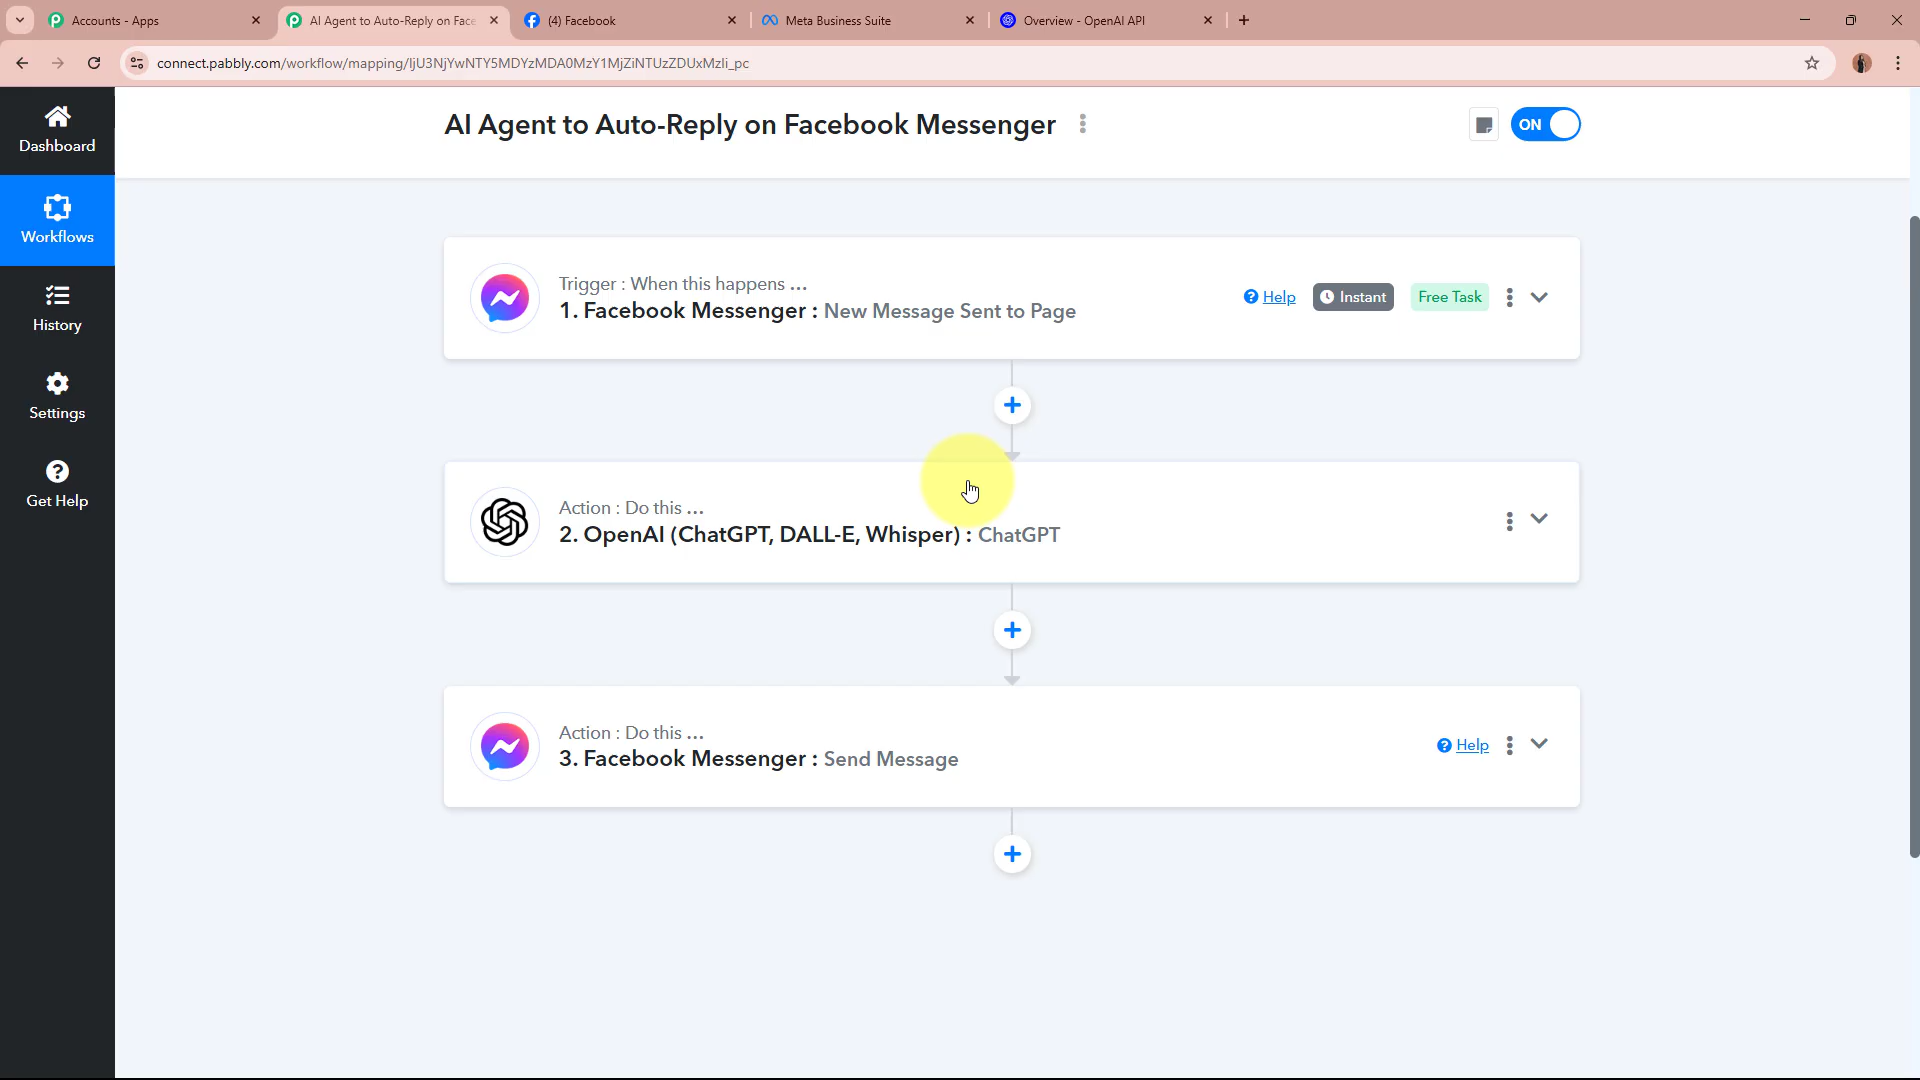 Accounts - Apps
AI Agent to Auto-Reply on Face
(4) Facebook
Meta Business Suite
Overview - OpenAI API
connect.pabbly.com/workflow/mapping/IjU3NjYwNTY5MDYzMDA0MzY1MjZiNTUzZDUxMzIi_pc
Dashboard
Workflows
History
Settings
Get Help
AI Agent to Auto-Reply on Facebook Messenger
ON
Trigger : When this happens ...
1. Facebook Messenger : New Message Sent to Page
Help
Instant
Free Task
Action : Do this ...
2. OpenAI (ChatGPT, DALL-E, Whisper) : ChatGPT
Action : Do this ...
3. Facebook Messenger : Send Message
Help